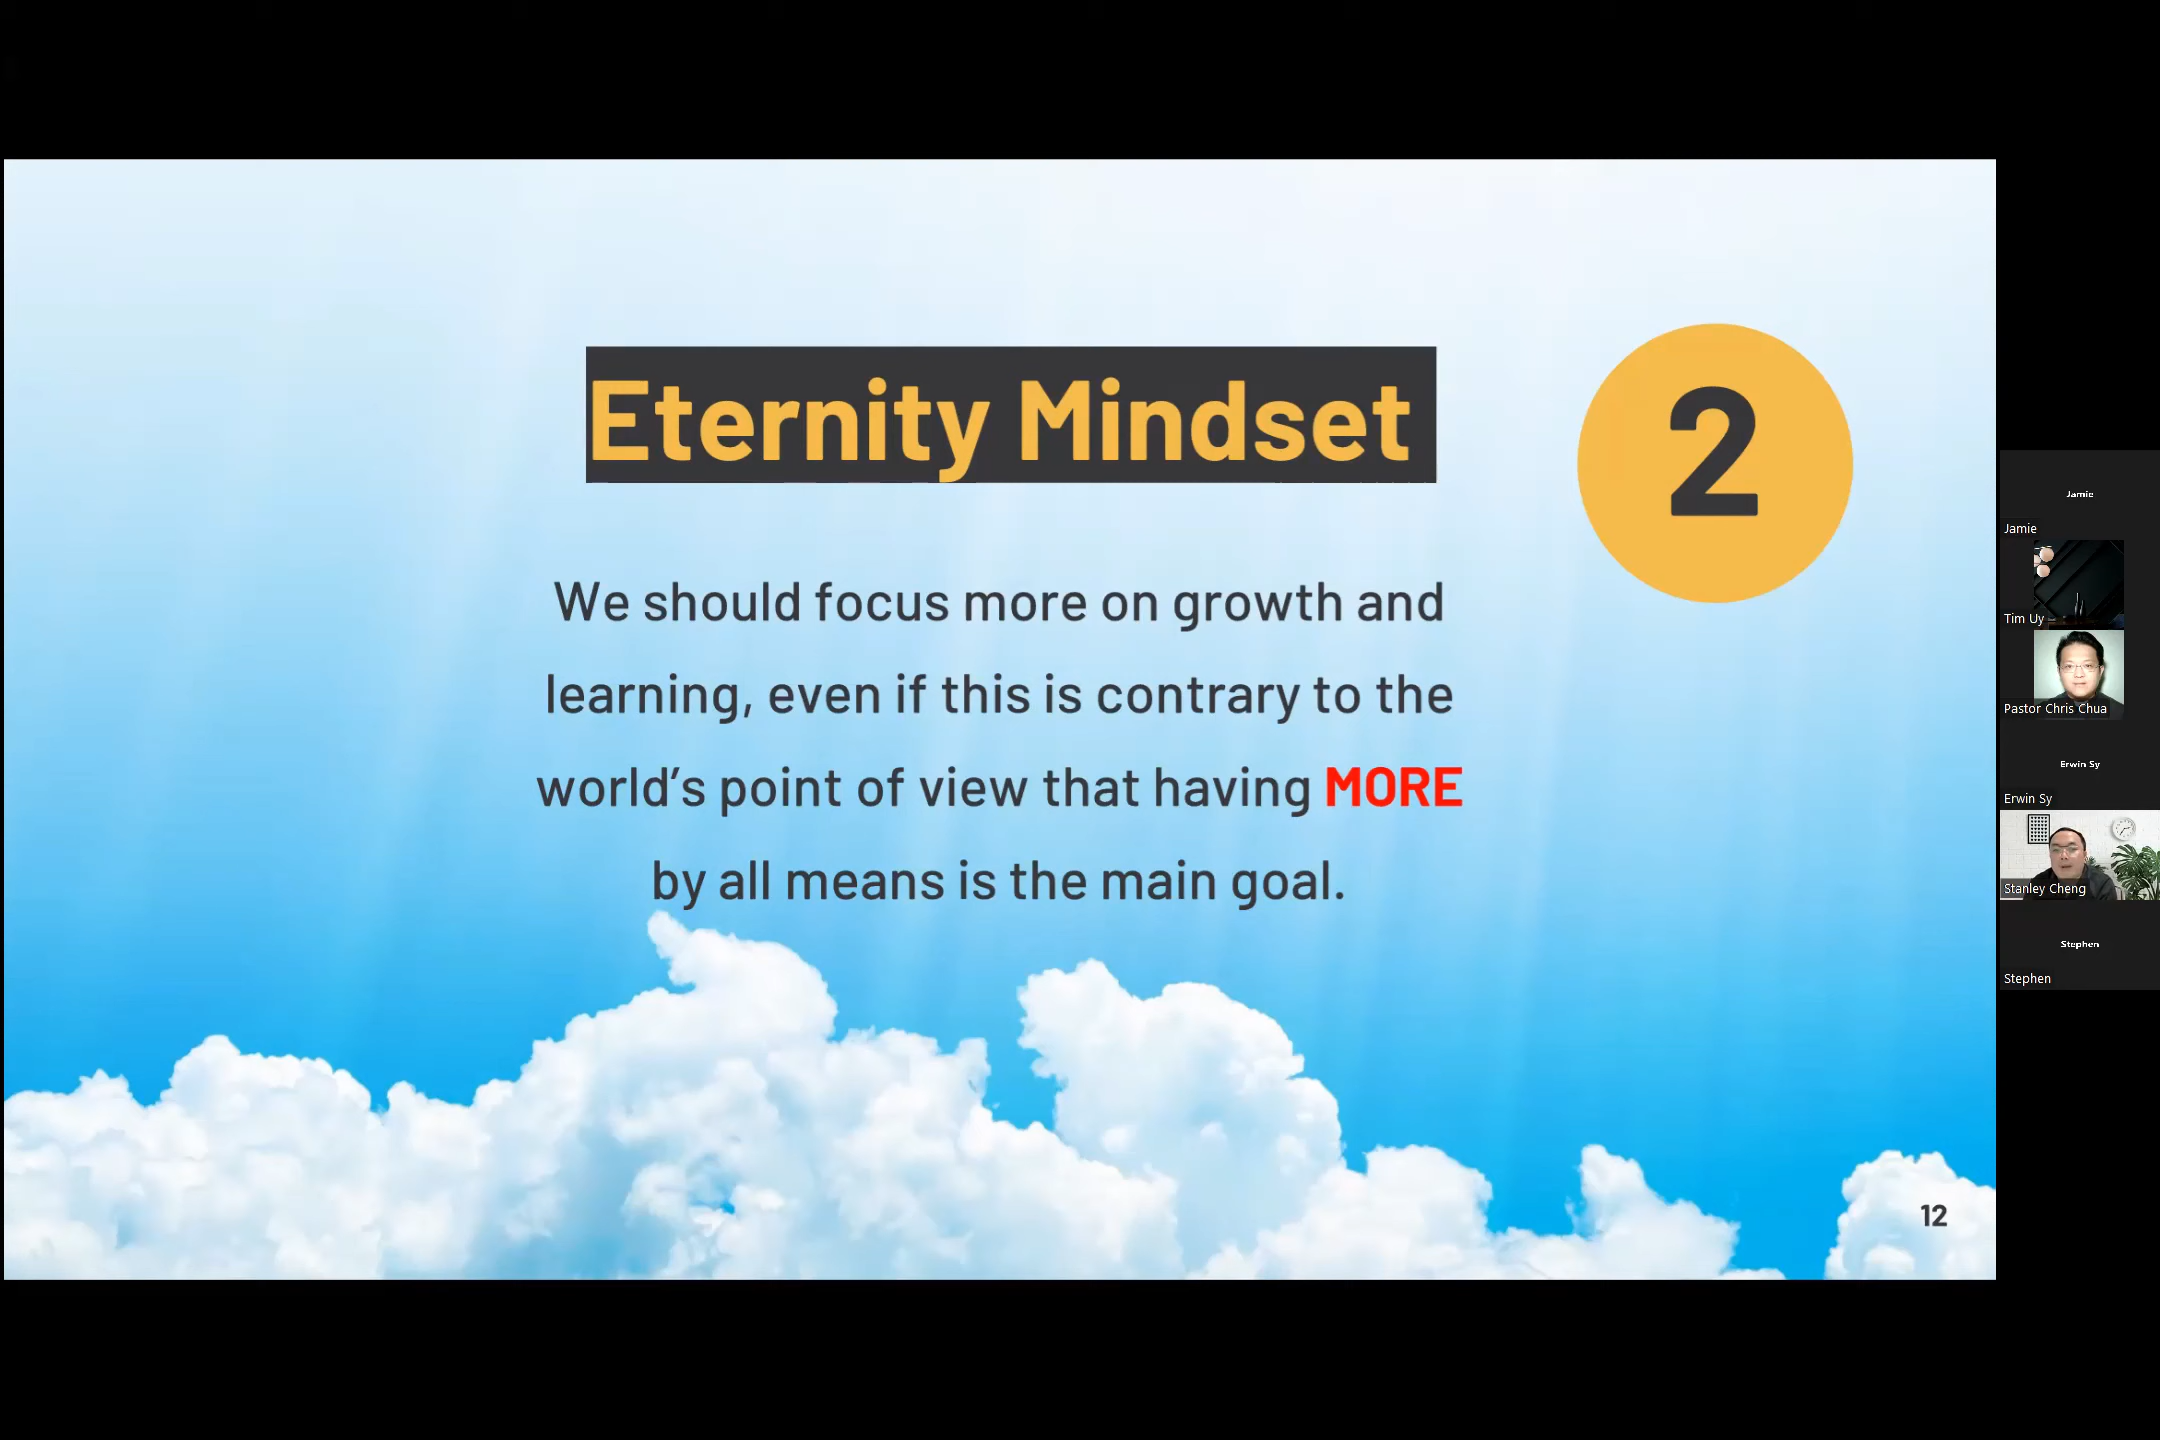 Eternity Mindset
2
We should focus more on growth and
learning, even if this is contrary to the
world’s point of view that having MORE
by all means is the main goal.
12
Jamie
Jamie
Tim Uy
Pastor Chris Chua
Erwin Sy
Erwin Sy
Stanley Cheng
Stephen
Stephen